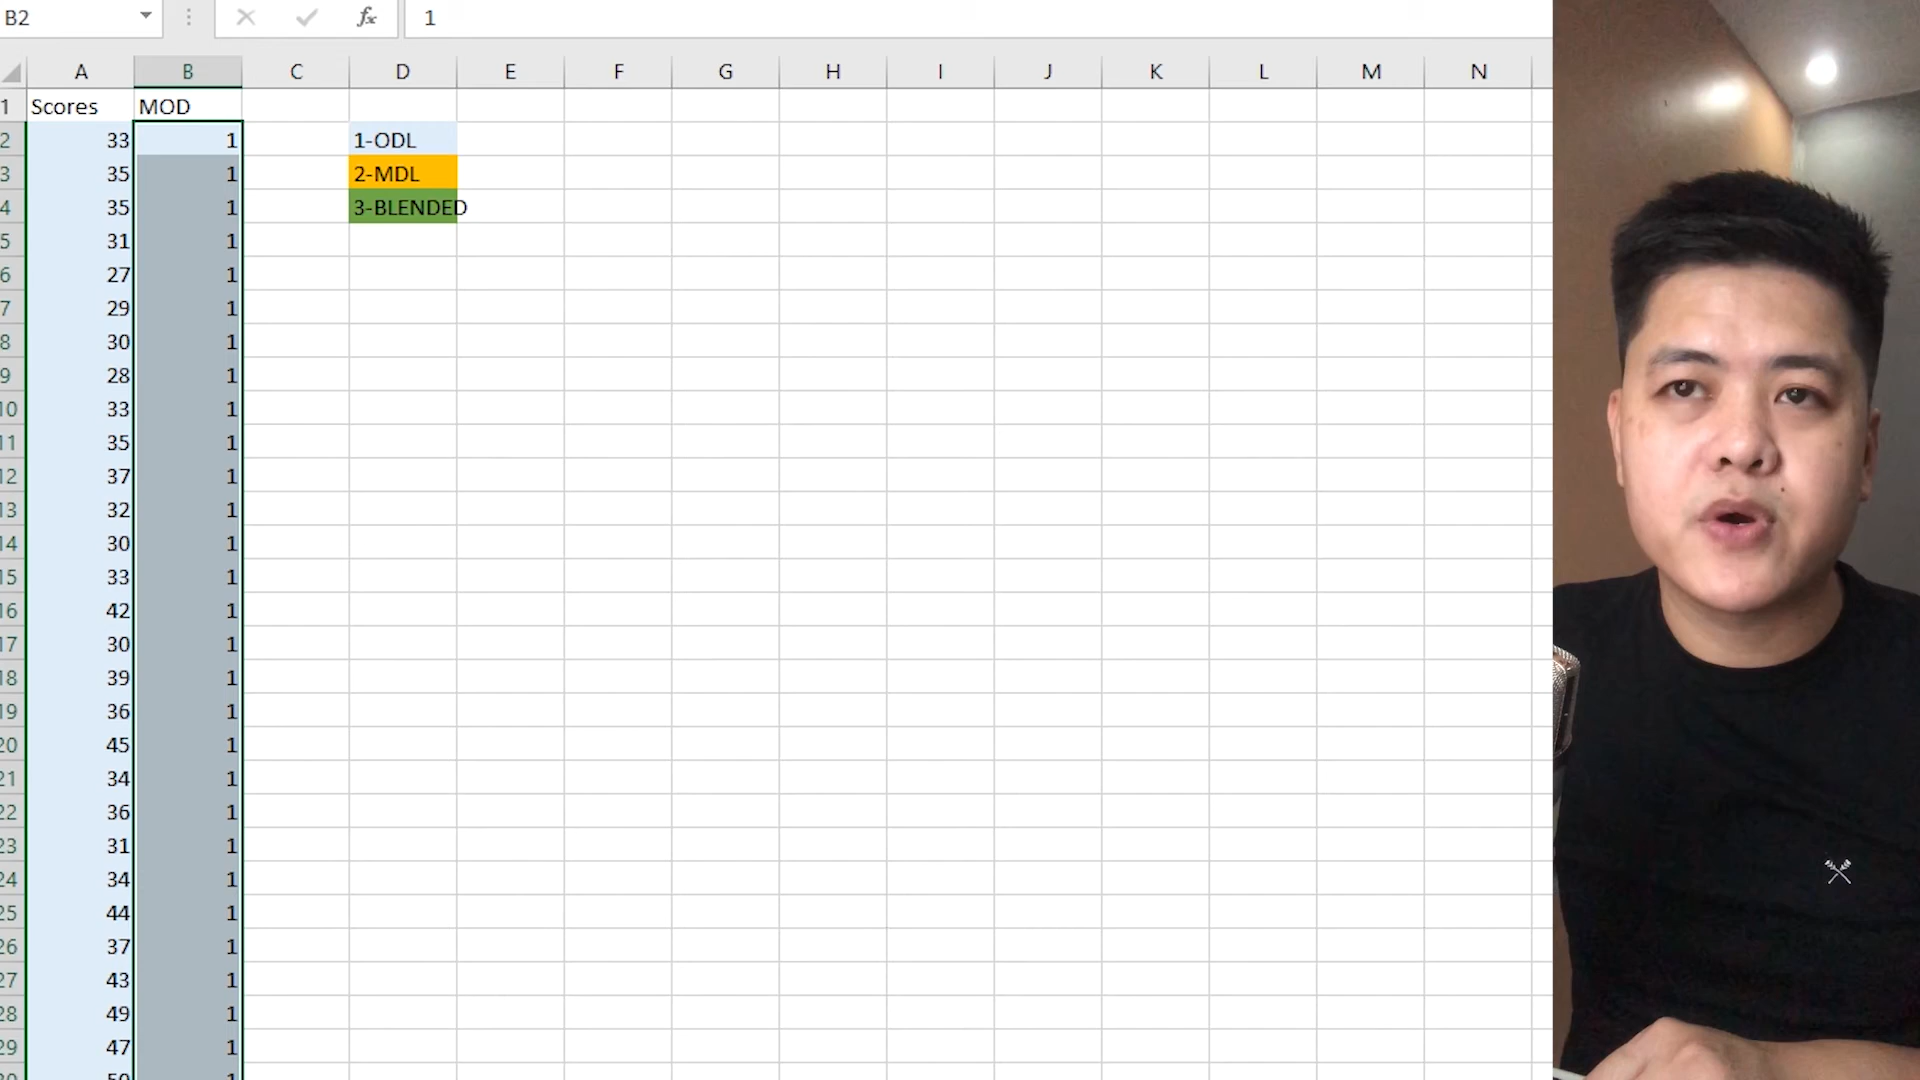 B2 fx 1
A B C D E F G H I J K L M N
1 Scores MOD
2 33 1 1-ODL
3 35 1 2-MDL
4 35 1 3-BLENDED
5 31 1
6 27 1
7 29 1
8 30 1
9 28 1
10 33 1
11 35 1
12 37 1
13 32 1
14 30 1
15 33 1
16 42 1
17 30 1
18 39 1
19 36 1
20 45 1
21 34 1
22 36 1
23 31 1
24 34 1
25 44 1
26 37 1
27 43 1
28 49 1
29 47 1
30 50 1